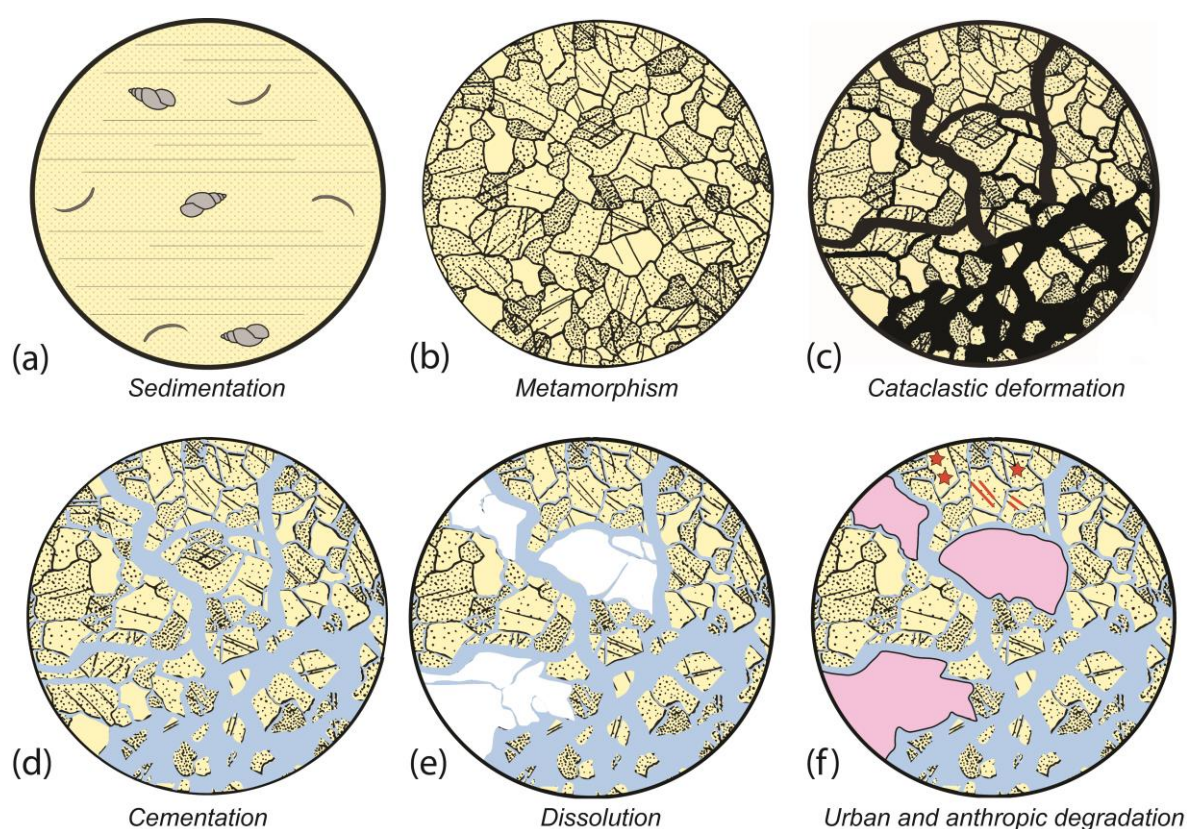 (a)
Sedimentation
(b)
Metamorphism
(c)
Cataclastic deformation
(d)
Cementation
(e)
Dissolution
(f)
Urban and anthropic degradation